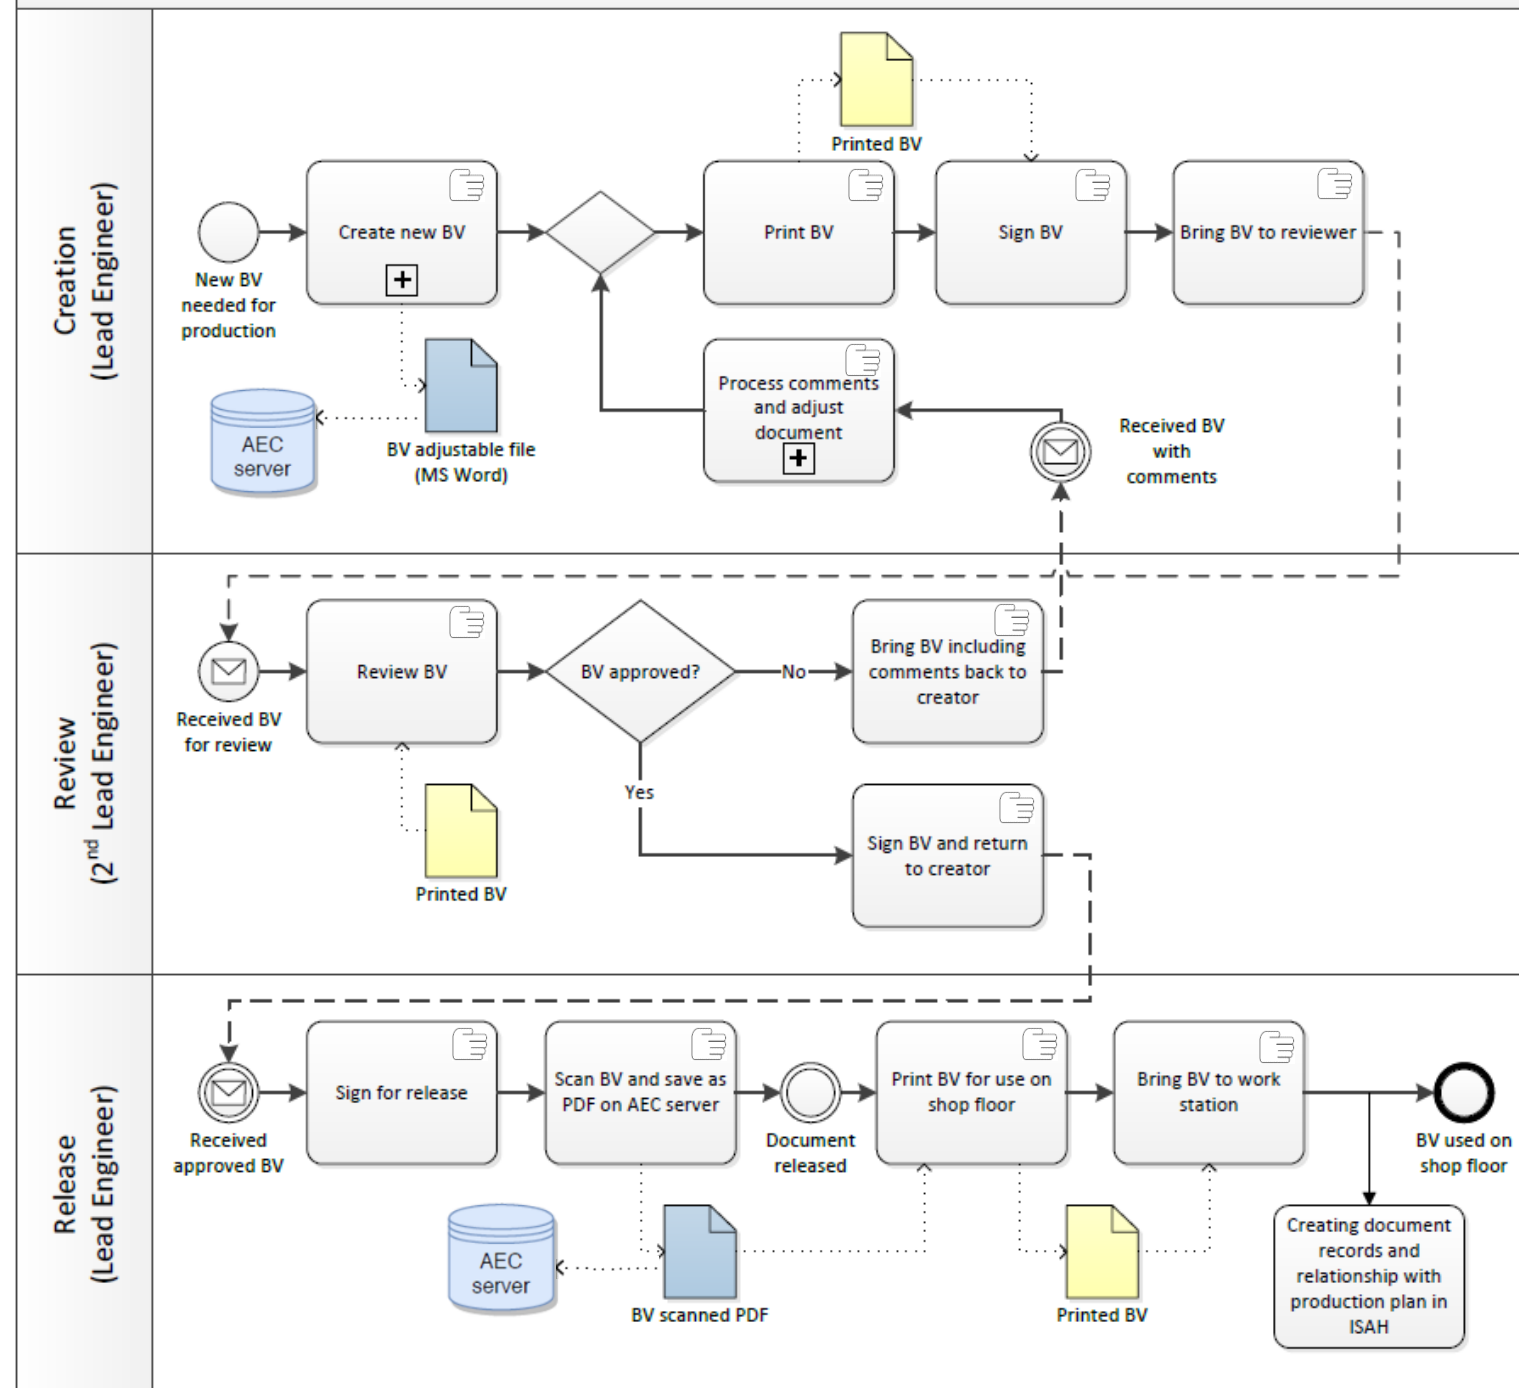 Creation
(Lead Engineer)
Printed BV
New BV
needed for
production
Create new BV
Print BV
Sign BV
Bring BV to reviewer
AEC
server
BV adjustable file
(MS Word)
Process comments
and adjust
document
Received BV
with
comments
Review
(2nd Lead Engineer)
Received BV
for review
Review BV
BV approved?
No
Bring BV including
comments back to
creator
Yes
Sign BV and return
to creator
Printed BV
Release
(Lead Engineer)
Received
approved BV
Sign for release
Scan BV and save as
PDF on AEC server
Document
released
Print BV for use on
shop floor
Bring BV to work
station
BV used on
shop floor
AEC
server
BV scanned PDF
Printed BV
Creating document
records and
relationship with
production plan in
ISAH